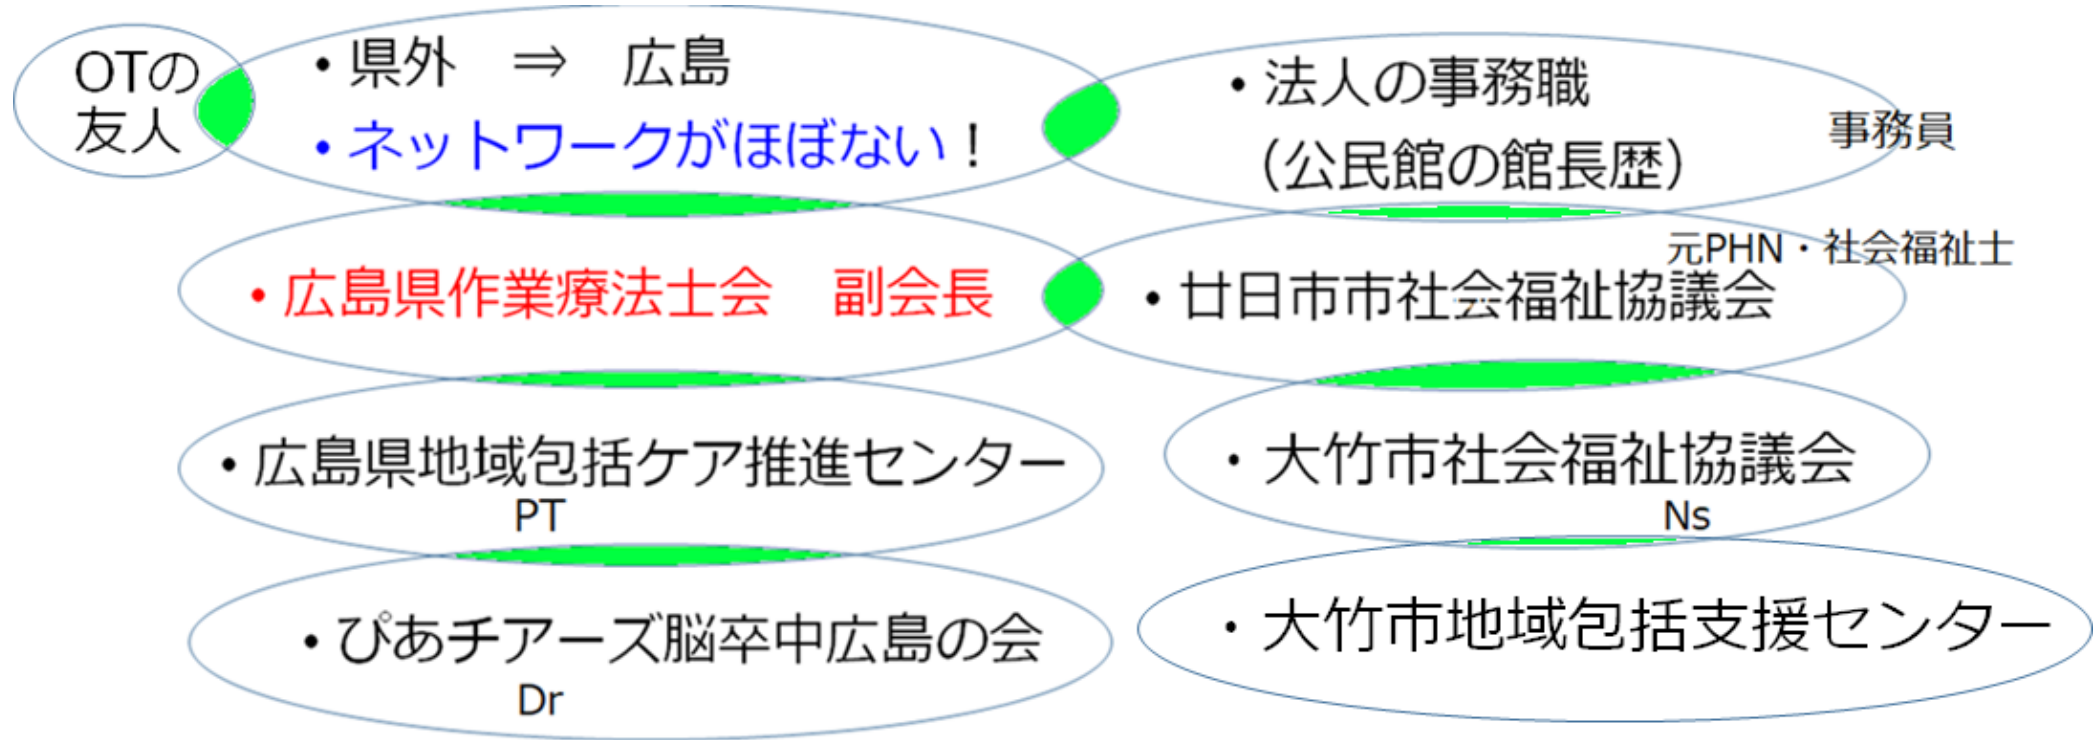 OTの
友人
・県外　⇒　広島
・ネットワークがほぼない！
・法人の事務職
（公民館の館長歴）
事務員
・広島県作業療法士会　副会長
元PHN・社会福祉士
・廿日市市社会福祉協議会
・広島県地域包括ケア推進センター
PT
・大竹市社会福祉協議会
Ns
・ぴあチアーズ脳卒中広島の会
Dr
・大竹市地域包括支援センター